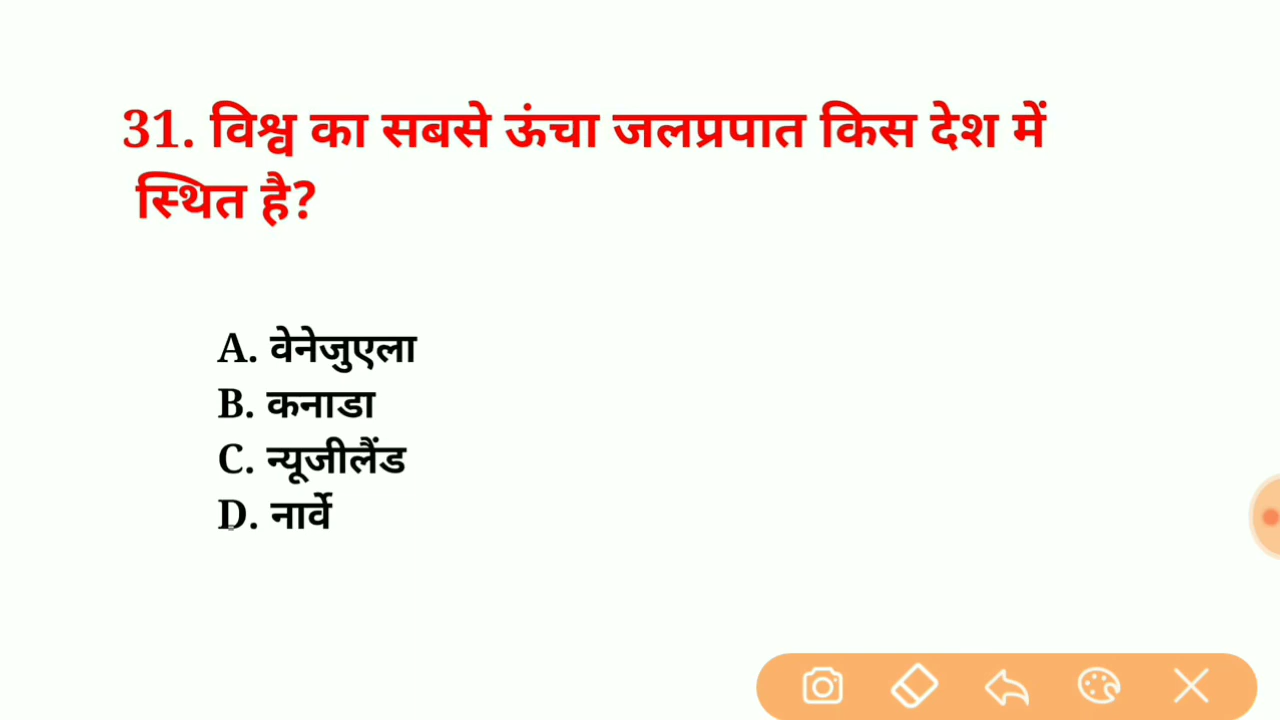 31. विश्व का सबसे ऊंचा जलप्रपात किस देश में
स्थित है?
A. वेनेजुएला
B. कनाडा
C. न्यूजीलैंड
D. नार्वे